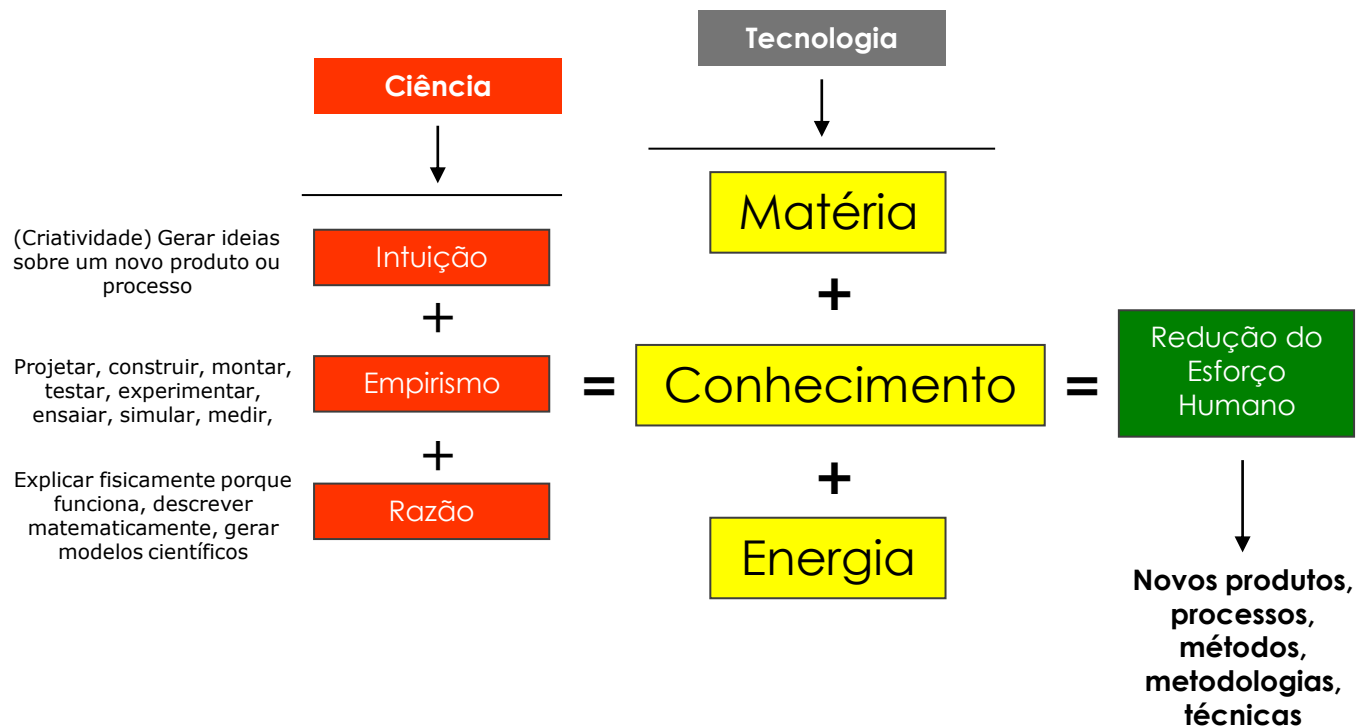 Tecnologia
Ciência
Matéria
(Criatividade) Gerar ideias
sobre um novo produto ou
processo
Intuição
+
+
Projetar, construir, montar,
testar, experimentar,
ensaiar, simular, medir,
Empirismo
=
Conhecimento
=
Redução do
Esforço
Humano
+
+
Explicar fisicamente porque
funciona, descrever
matematicamente, gerar
modelos científicos
Razão
Energia
Novos produtos,
processos,
métodos,
metodologias,
técnicas